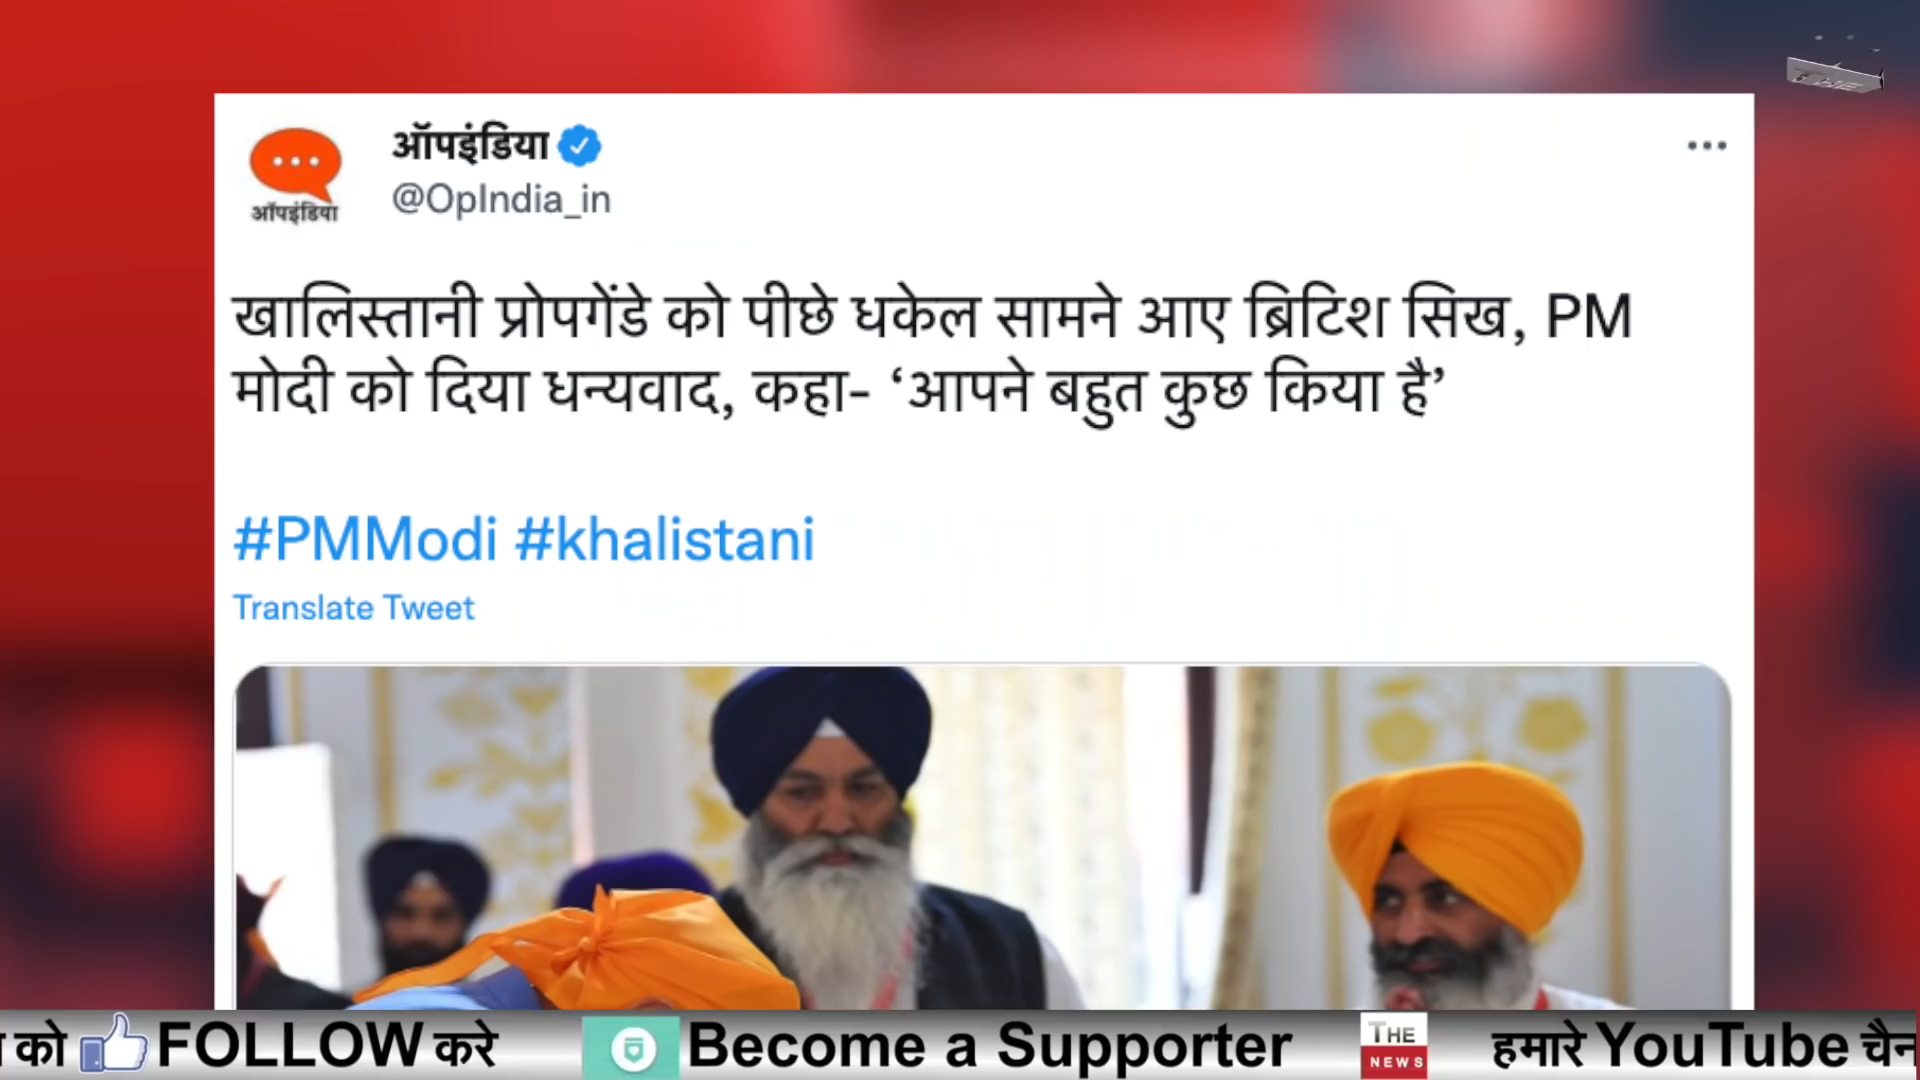 THE
ऑपइंडिया
@OpIndia_in
ऑपइंडिया
खालिस्तानी प्रोपगेंडे को पीछे धकेल सामने आए ब्रिटिश सिख, PM
मोदी को दिया धन्यवाद, कहा- ‘आपने बहुत कुछ किया है’
#PMModi #khalistani
Translate Tweet
को FOLLOW करे Become a Supporter THE NEWS हमारे YouTube